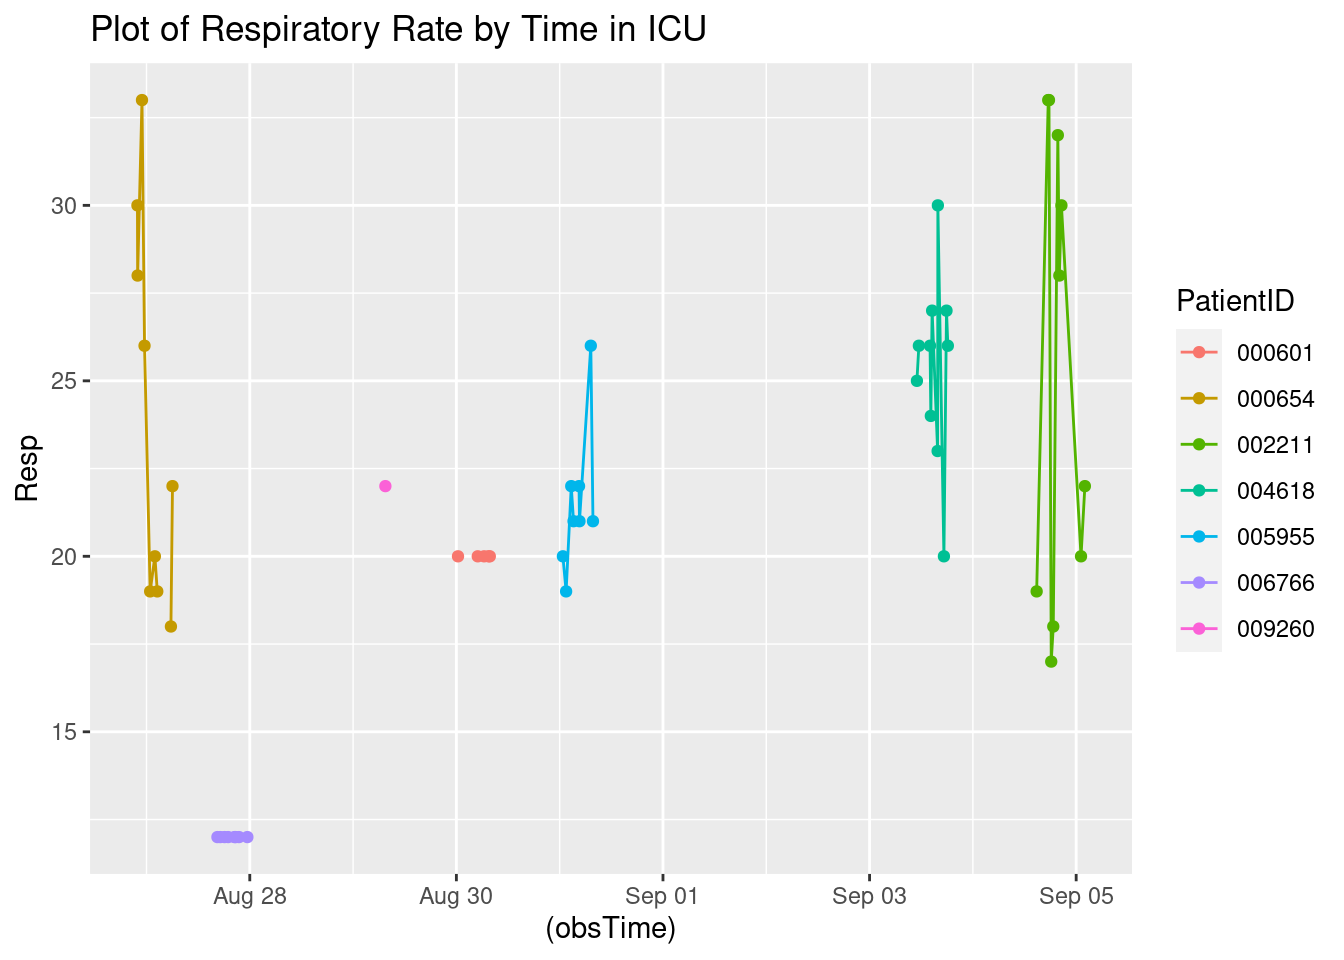 Plot of Respiratory Rate by Time in ICU
30
25
20
15
Resp
Aug 28
Aug 30
Sep 01
Sep 03
Sep 05
(obsTime)
PatientID
000601
000654
002211
004618
005955
006766
009260